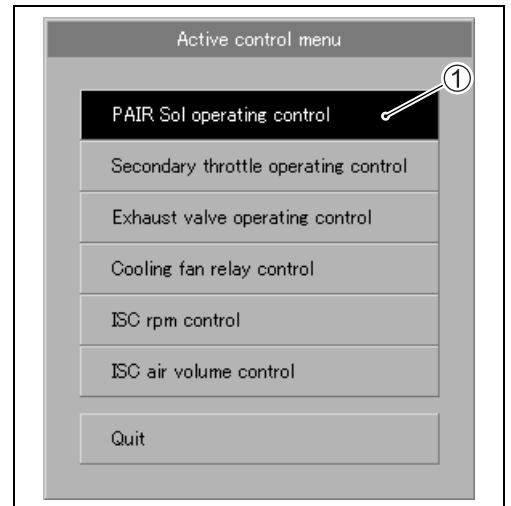 Active control menu
①
PAIR Sol operating control
Secondary throttle operating control
Exhaust valve operating control
Cooling fan relay control
ISC rpm control
ISC air volume control
Quit